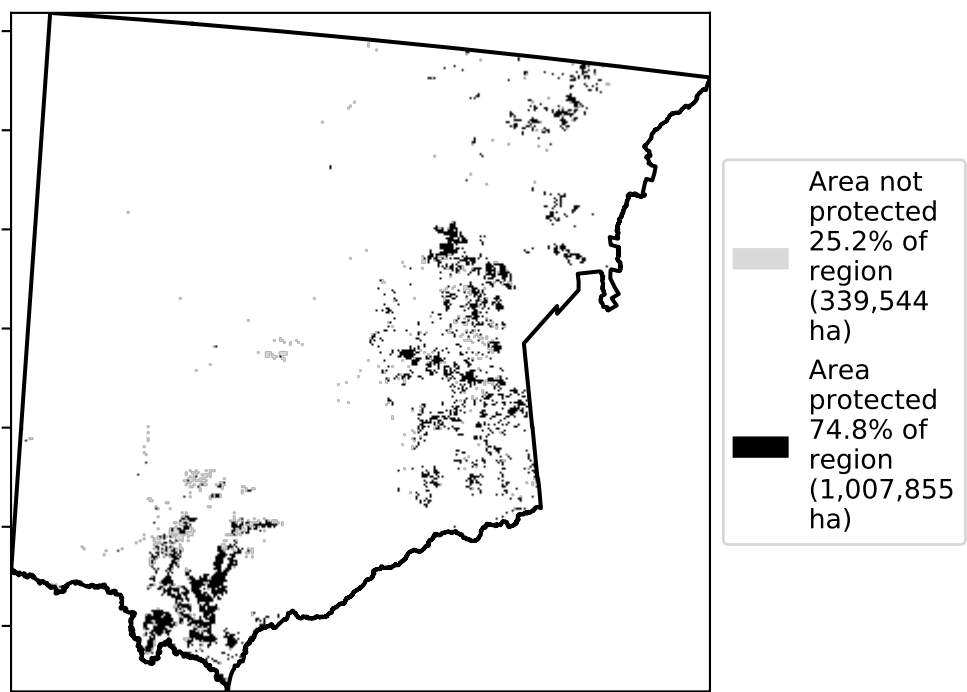 Area not
protected
25.2% of
region
(339,544
ha)
Area
protected
74.8% of
region
(1,007,855
ha)